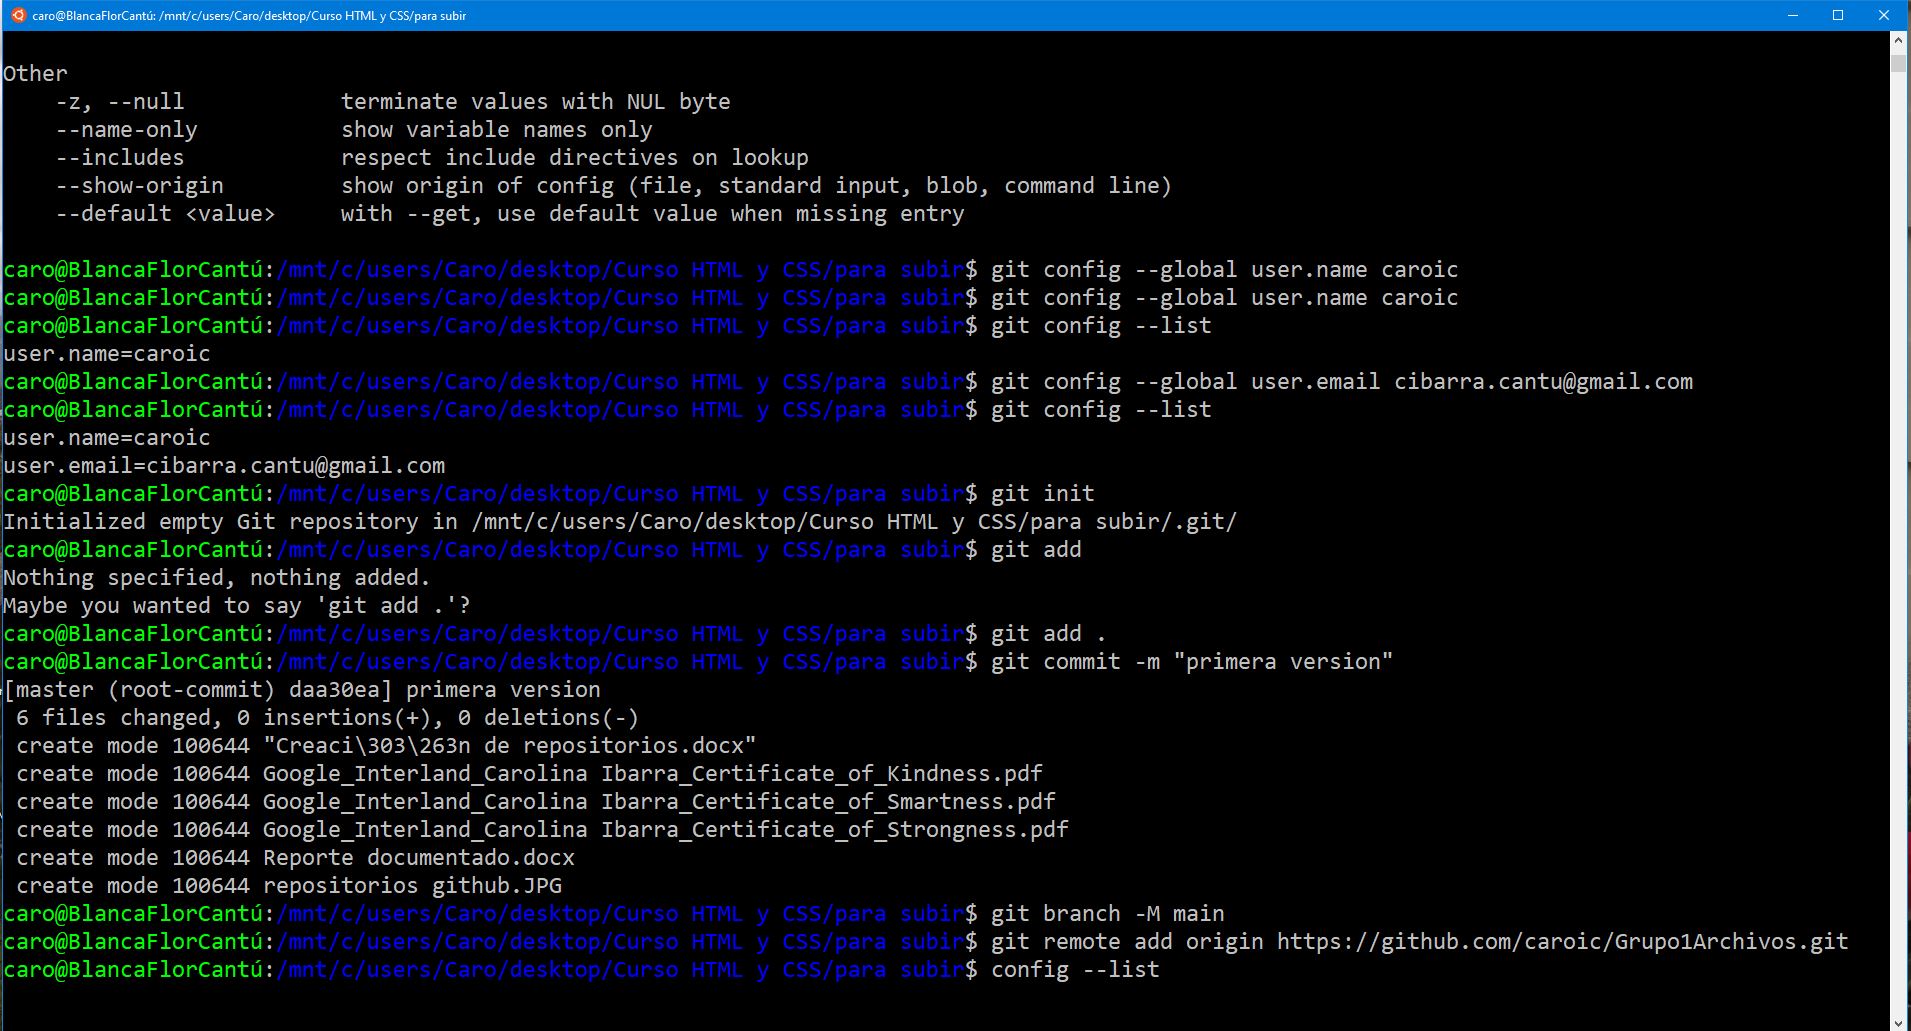 caro@BlancaFlorCantú: /mnt/c/users/Caro/desktop/Curso HTML y CSS/para subir
Other
    -z, --null            terminate values with NUL byte
    --name-only           show variable names only
    --includes            respect include directives on lookup
    --show-origin         show origin of config (file, standard input, blob, command line)
    --default <value>     with --get, use default value when missing entry
caro@BlancaFlorCantú:/mnt/c/users/Caro/desktop/Curso HTML y CSS/para subir$ git config --global user.name caroic
caro@BlancaFlorCantú:/mnt/c/users/Caro/desktop/Curso HTML y CSS/para subir$ git config --global user.name caroic
caro@BlancaFlorCantú:/mnt/c/users/Caro/desktop/Curso HTML y CSS/para subir$ git config --list
user.name=caroic
caro@BlancaFlorCantú:/mnt/c/users/Caro/desktop/Curso HTML y CSS/para subir$ git config --global user.email cibarra.cantu@gmail.com
caro@BlancaFlorCantú:/mnt/c/users/Caro/desktop/Curso HTML y CSS/para subir$ git config --list
user.name=caroic
user.email=cibarra.cantu@gmail.com
caro@BlancaFlorCantú:/mnt/c/users/Caro/desktop/Curso HTML y CSS/para subir$ git init
Initialized empty Git repository in /mnt/c/users/Caro/desktop/Curso HTML y CSS/para subir/.git/
caro@BlancaFlorCantú:/mnt/c/users/Caro/desktop/Curso HTML y CSS/para subir$ git add
Nothing specified, nothing added.
Maybe you wanted to say 'git add .'?
caro@BlancaFlorCantú:/mnt/c/users/Caro/desktop/Curso HTML y CSS/para subir$ git add .
caro@BlancaFlorCantú:/mnt/c/users/Caro/desktop/Curso HTML y CSS/para subir$ git commit -m "primera version"
[master (root-commit) daa30ea] primera version
 6 files changed, 0 insertions(+), 0 deletions(-)
 create mode 100644 "Creaci\303\263n de repositorios.docx"
 create mode 100644 Google_Interland_Carolina Ibarra_Certificate_of_Kindness.pdf
 create mode 100644 Google_Interland_Carolina Ibarra_Certificate_of_Smartness.pdf
 create mode 100644 Google_Interland_Carolina Ibarra_Certificate_of_Strongness.pdf
 create mode 100644 Reporte documentado.docx
 create mode 100644 repositorios github.JPG
caro@BlancaFlorCantú:/mnt/c/users/Caro/desktop/Curso HTML y CSS/para subir$ git branch -M main
caro@BlancaFlorCantú:/mnt/c/users/Caro/desktop/Curso HTML y CSS/para subir$ git remote add origin https://github.com/caroic/Grupo1Archivos.git
caro@BlancaFlorCantú:/mnt/c/users/Caro/desktop/Curso HTML y CSS/para subir$ config --list